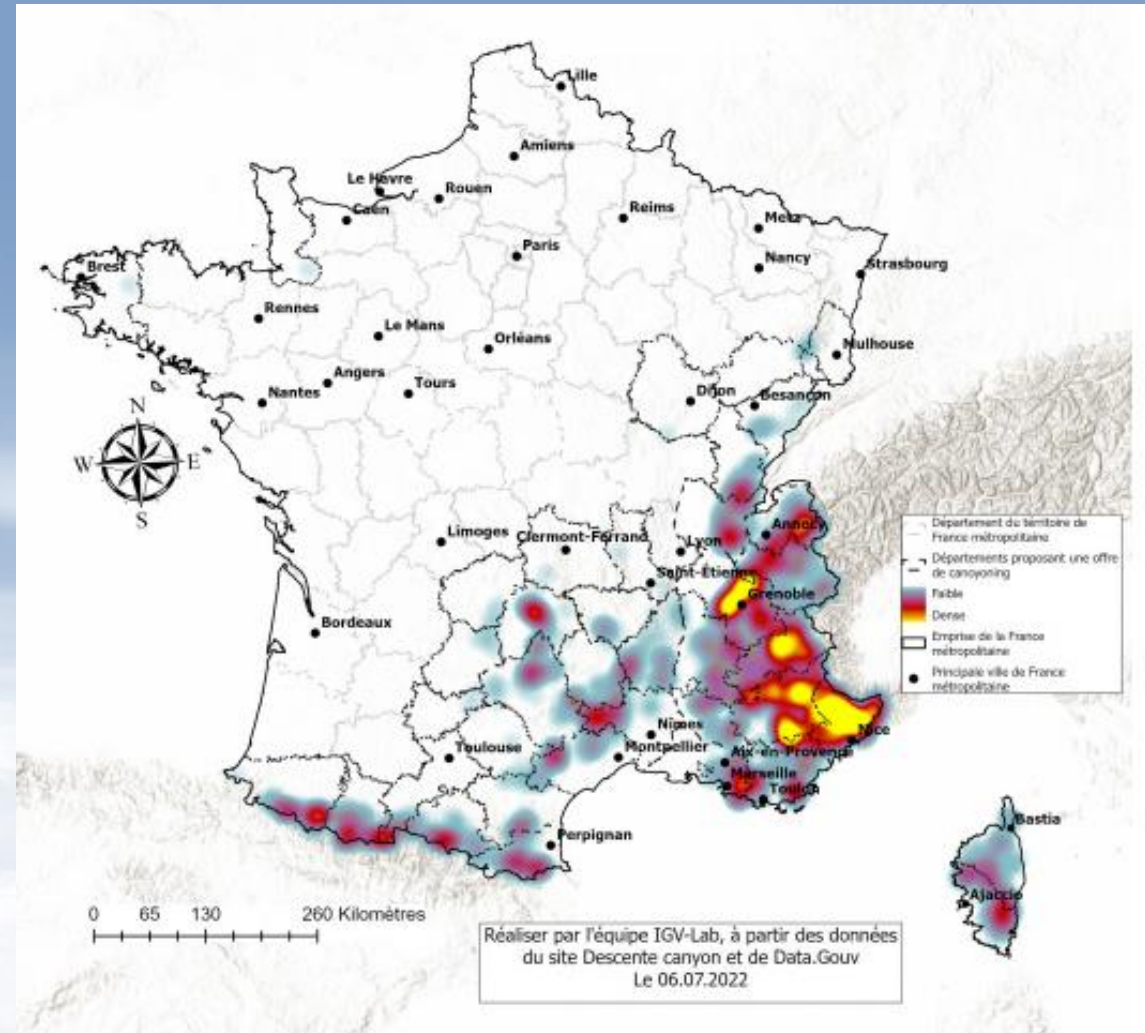 Lille
Amiens
Le Havre
Rouen
Caen
Reims
Metz
Paris
Nancy
Strasbourg
Brest
Rennes
Le Mans
Orléans
Mulhouse
Angers
Tours
Dijon
Besançon
Nantes
N
W E
S
Limoges
Clermont-Ferrand
Lyon
Annecy
Saint-Étienne
Grenoble
Bordeaux
Nîmes
Nice
Toulouse
Montpellier
Aix-en-Provence
Marseille
Toulon
Perpignan
Bastia
Ajaccio
Département du territoire de
France métropolitaine
Départements proposant une offre
de canoyoning
Faible
Dense
Emprise de la France
métropolitaine
Principale ville de France
métropolitaine
0 65 130 260 Kilomètres
Réaliser par l'équipe IGV-Lab, à partir des données
du site Descente canyon et de Data.Gouv
Le 06.07.2022